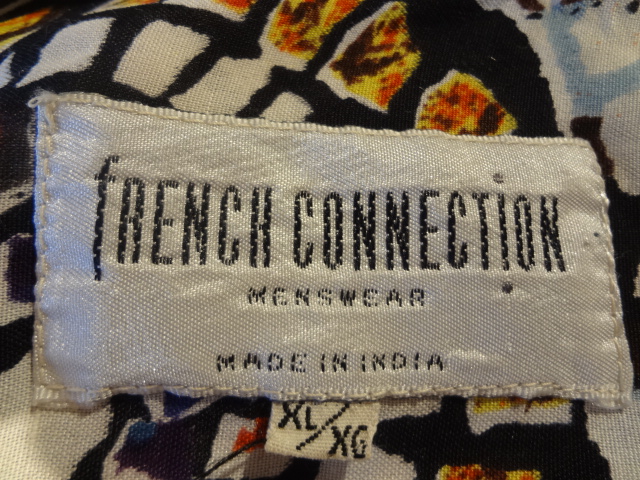 fRENCH CONNECTION
MENSWEAR
MADE IN INDIA
XL/XG